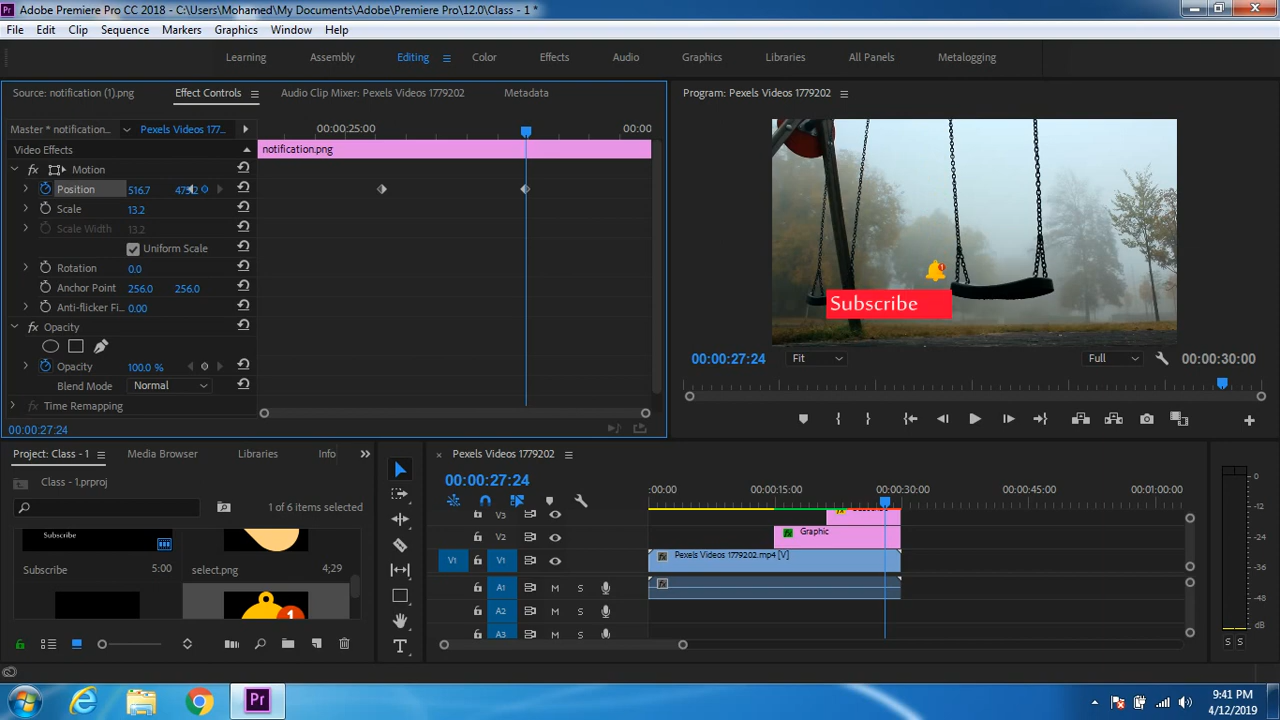 Adobe Premiere Pro CC 2018 - C:\Users\Mohamed\My Documents\Adobe\Premiere Pro\12.0\Class - 1 *
File Edit Clip Sequence Markers Graphics Window Help
Learning Assembly Editing Color Effects Audio Graphics Libraries All Panels Metalogging
Source: notification (1).png Effect Controls Audio Clip Mixer: Pexels Videos 1779202 Metadata
Program: Pexels Videos 1779202
Master * notification... Pexels Videos 177... 00:00:25:00 00:00
Video Effects notification.png
fx Motion
Position 516.7
Scale 13.2
Scale Width 13.2
Uniform Scale
Rotation 0.0
Anchor Point 256.0 256.0
Anti-flicker Fi... 0.00
fx Opacity
Opacity 100.0 %
Blend Mode Normal
fx Time Remapping
00:00:27:24
1
Subscribe
00:00:27:24 Fit Full 00:00:30:00
Project: Class - 1 Media Browser Libraries Info
Class - 1.prproj
1 of 6 items selected
Subscribe
Subscribe 5:00 select.png 4;29
1
Pexels Videos 1779202
00:00:27:24
:00:00 00:00:15:00 00:00:30:00 00:00:45:00 00:01:00:00
V3
V2 Graphic
V1 V1 Pexels Videos 1779202.mp4 [V]
A1 M S
A2 M S
A3 M S
0
-6
-12
-18
-24
-30
-36
-42
-48
-54
dB
S S
9:41 PM
4/12/2019